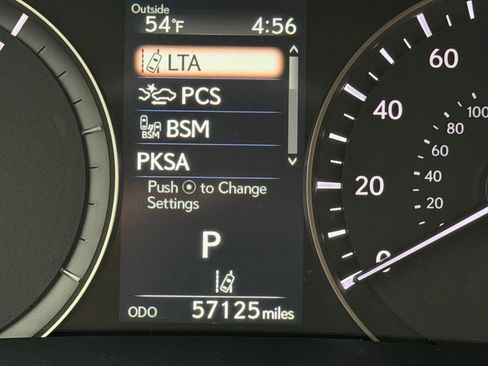 Outside
54°F 4:56
LTA
PCS
BSM BSM
PKSA
Push ⦿ to Change
Settings
P
ODO 57125 miles
60
40
20
0
100
80
60
40
20